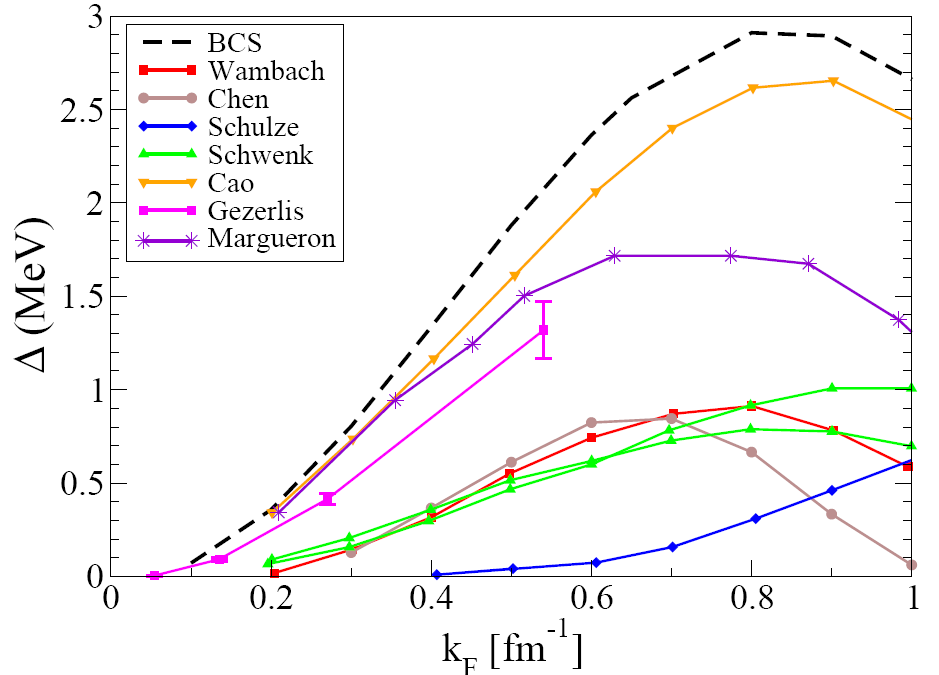 3
2.5
2
1.5
1
0.5
0
Δ (MeV)
BCS
Wambach
Chen
Schulze
Schwenk
Cao
Gezerlis
Margueron
0 0.2 0.4 0.6 0.8 1
k_F [fm^-1]